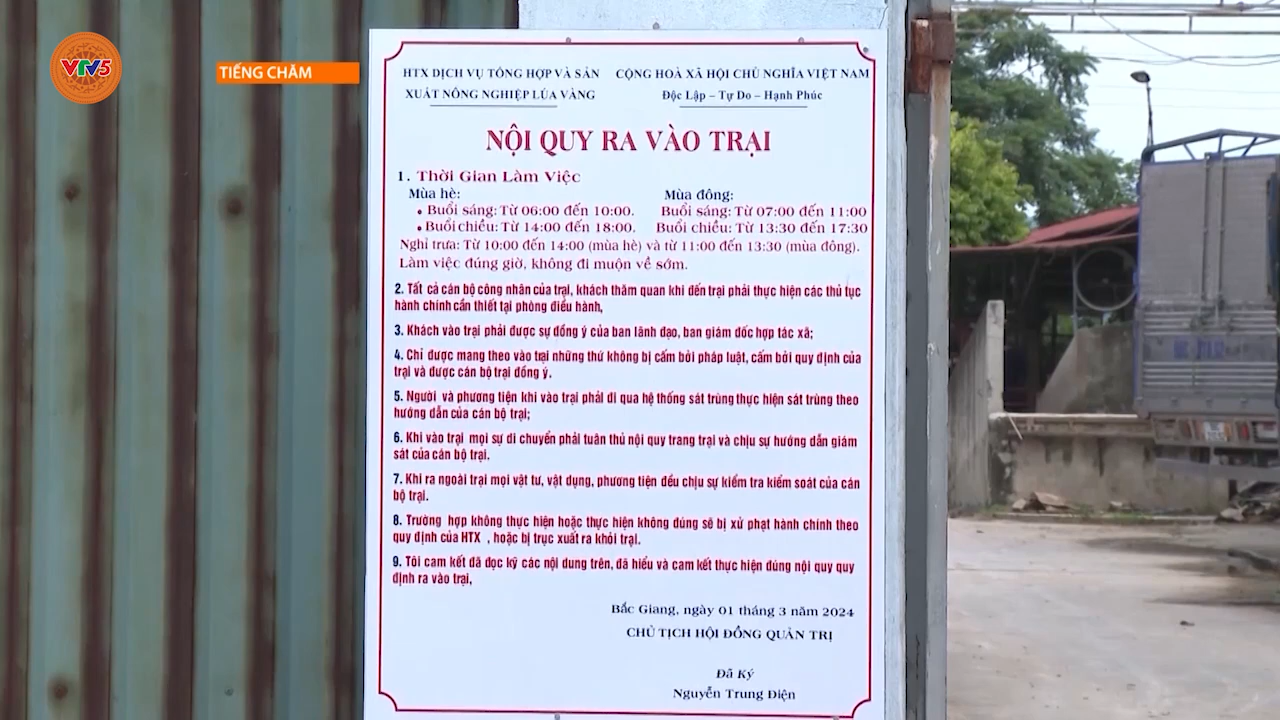 VTV5
TIẾNG CHĂM
HTX DỊCH VỤ TỔNG HỢP VÀ SẢN
XUẤT NÔNG NGHIỆP LÚA VÀNG
CỘNG HOÀ XÃ HỘI CHỦ NGHĨA VIỆT NAM
Độc Lập – Tự Do – Hạnh Phúc
NỘI QUY RA VÀO TRẠI
1. Thời Gian Làm Việc
Mùa hè: Mùa đông:
• Buổi sáng: Từ 06:00 đến 10:00. Buổi sáng: Từ 07:00 đến 11:00
• Buổi chiều: Từ 14:00 đến 18:00. Buổi chiều: Từ 13:30 đến 17:30
Nghỉ trưa: Từ 10:00 đến 14:00 (mùa hè) và từ 11:00 đến 13:30 (mùa đông).
Làm việc đúng giờ, không đi muộn về sớm.
2. Tất cả cán bộ công nhân của trại, khách thăm quan khi đến trại phải thực hiện các thủ tục
hành chính cần thiết tại phòng điều hành,
3. Khách vào trại phải được sự đồng ý của ban lãnh đạo, ban giám đốc hợp tác xã;
4. Chỉ được mang theo vào trại những thứ không bị cấm bởi pháp luật, cấm bởi quy định của
trại và được cán bộ trại đồng ý.
5. Người và phương tiện khi vào trại phải đi qua hệ thống sát trùng thực hiện sát trùng theo
hướng dẫn của cán bộ trại;
6. Khi vào trại mọi sự di chuyển phải tuân thủ nội quy trang trại và chịu sự hướng dẫn giám
sát của cán bộ trại.
7. Khi ra ngoài trại mọi vật tư, vật dụng, phương tiện đều chịu sự kiểm tra kiểm soát của cán
bộ trại.
8. Trường hợp không thực hiện hoặc thực hiện không đúng sẽ bị xử phạt hành chính theo
quy định của HTX , hoặc bị trục xuất ra khỏi trại.
9. Tôi cam kết đã đọc kỹ các nội dung trên, đã hiểu và cam kết thực hiện đúng nội quy quy
định ra vào trại,
Bắc Giang, ngày 01 tháng 3 năm 2024
CHỦ TỊCH HỘI ĐỒNG QUẢN TRỊ
Đã Ký
Nguyễn Trung Điện